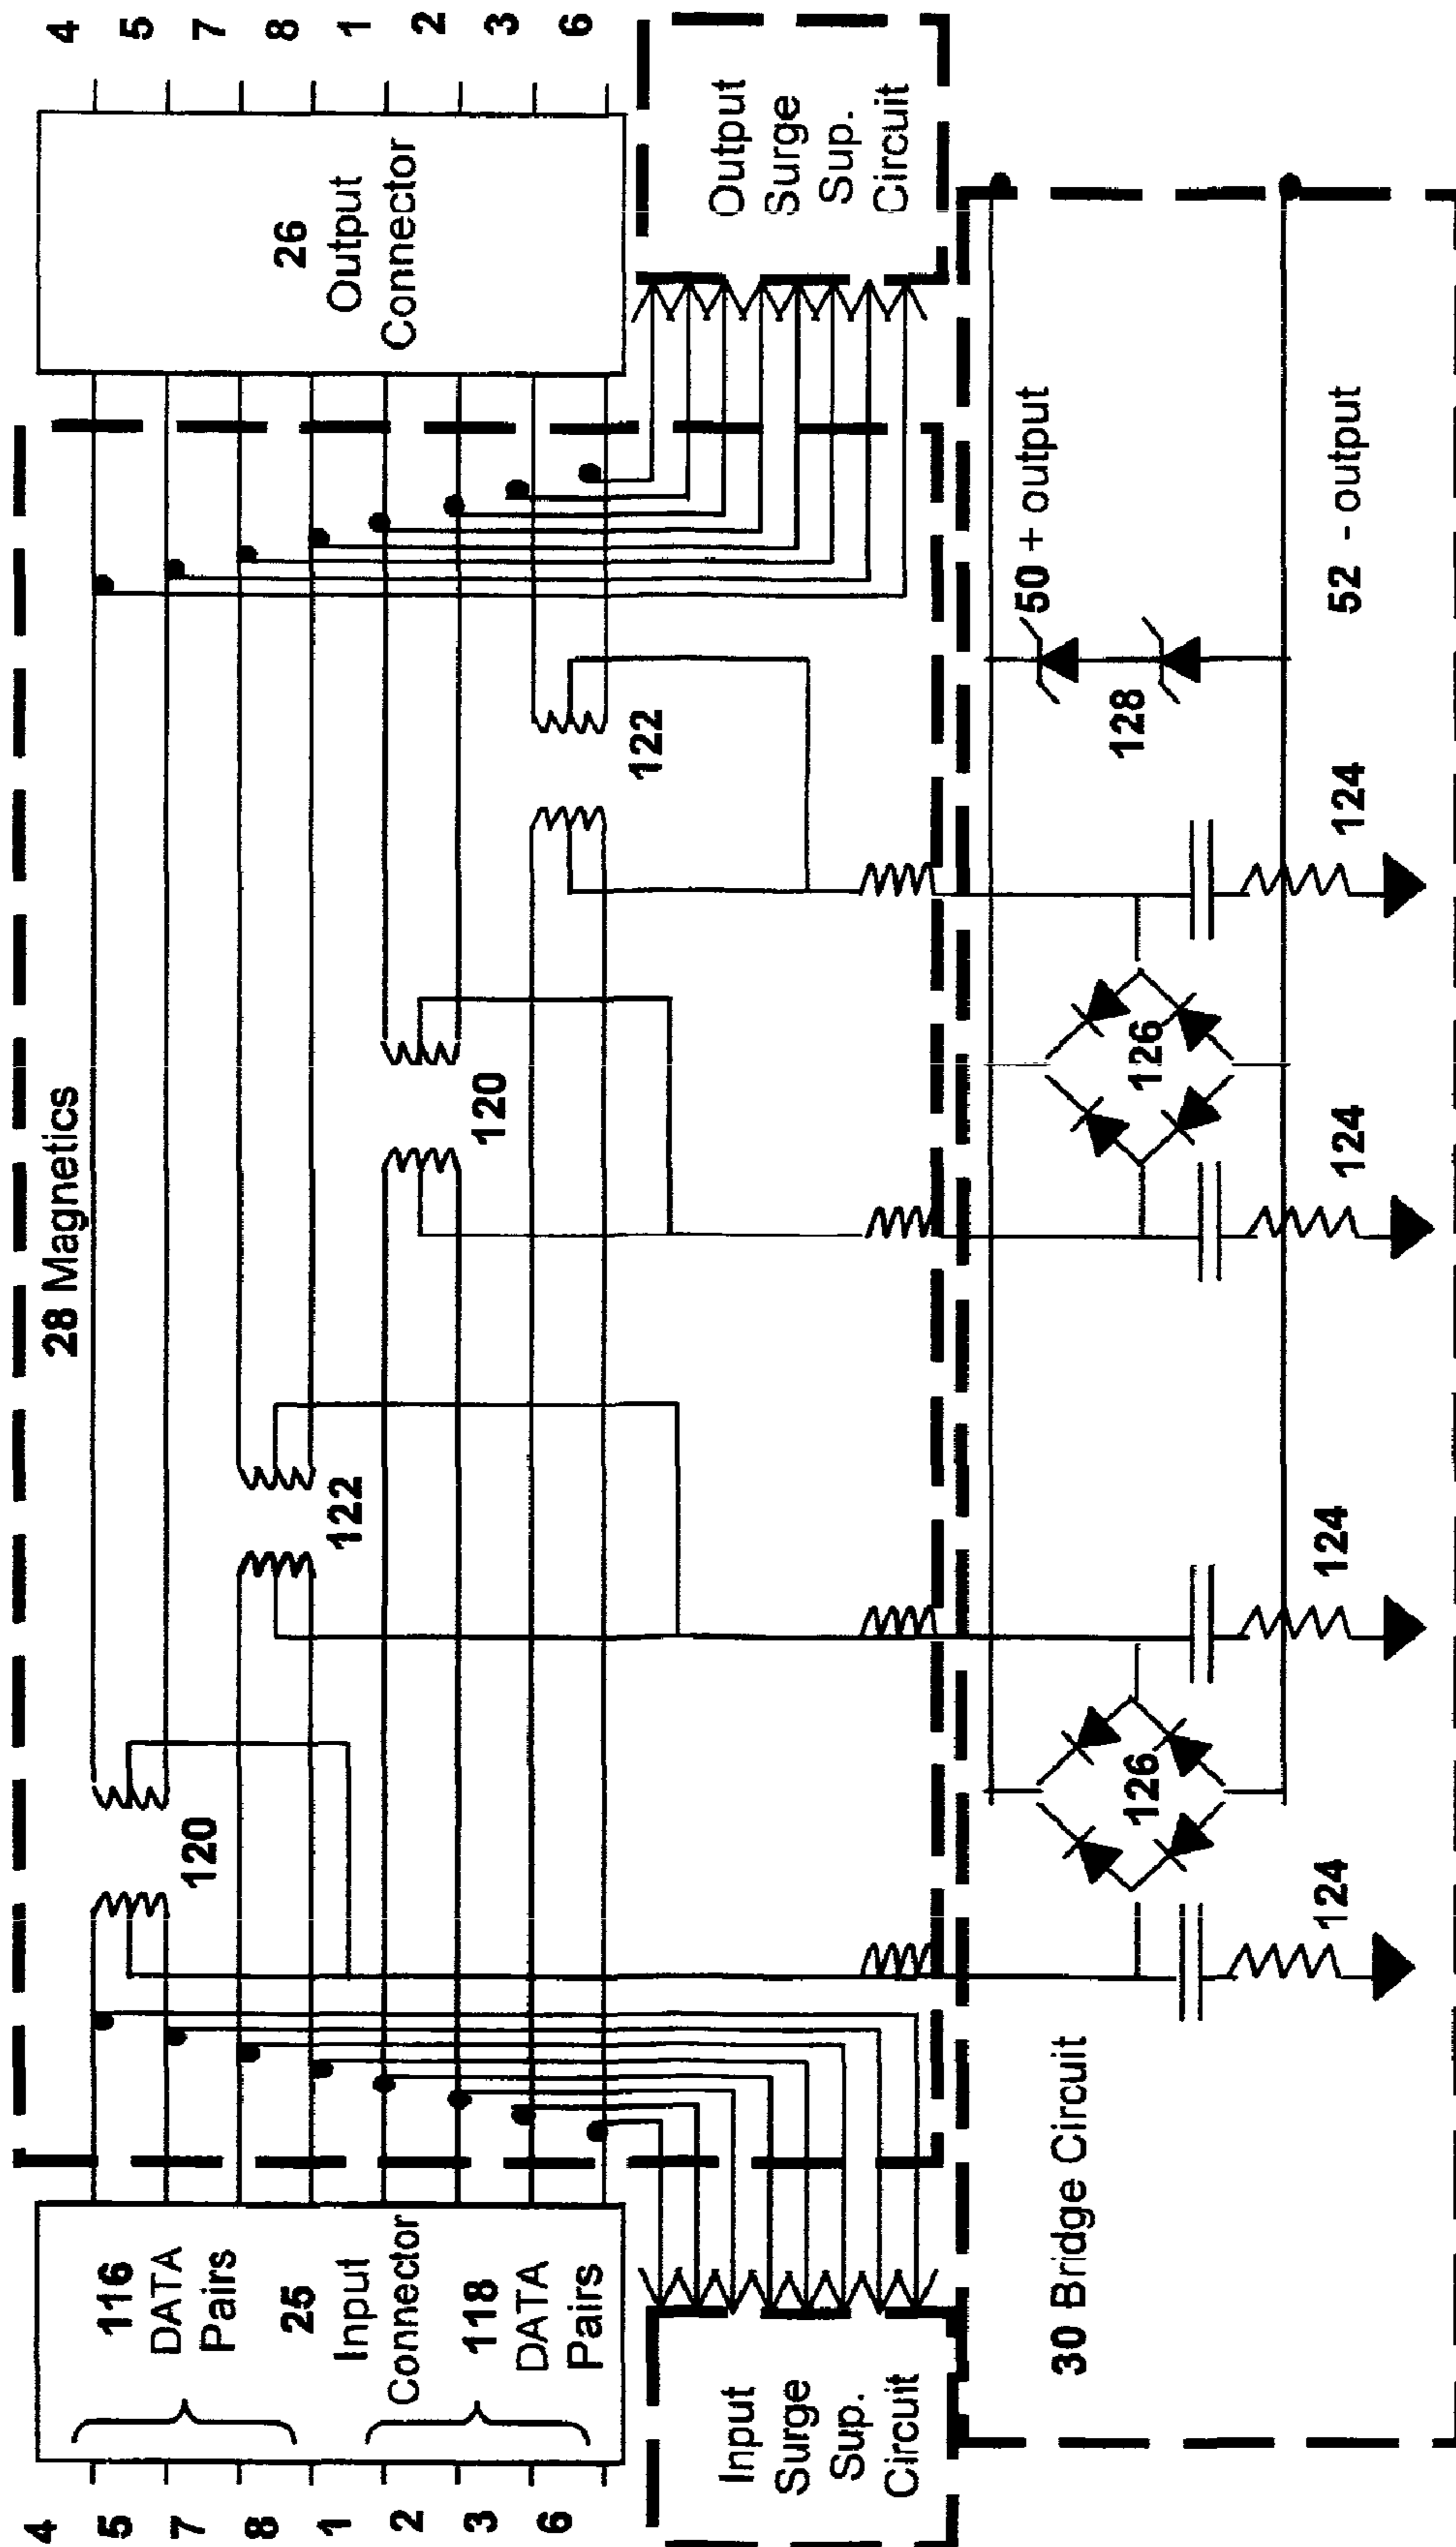 28 Magnetics
4
5
7
8
1
2
3
6
116
DATA
Pairs
25
Input
Connector
118
DATA
Pairs
120
122
120
122
26
Output
Connector
4
5
7
8
1
2
3
6
Input
Surge
Sup.
Circuit
Output
Surge
Sup.
Circuit
30 Bridge Circuit
126
124
124
126
124
124
128
50 + output
52 - output